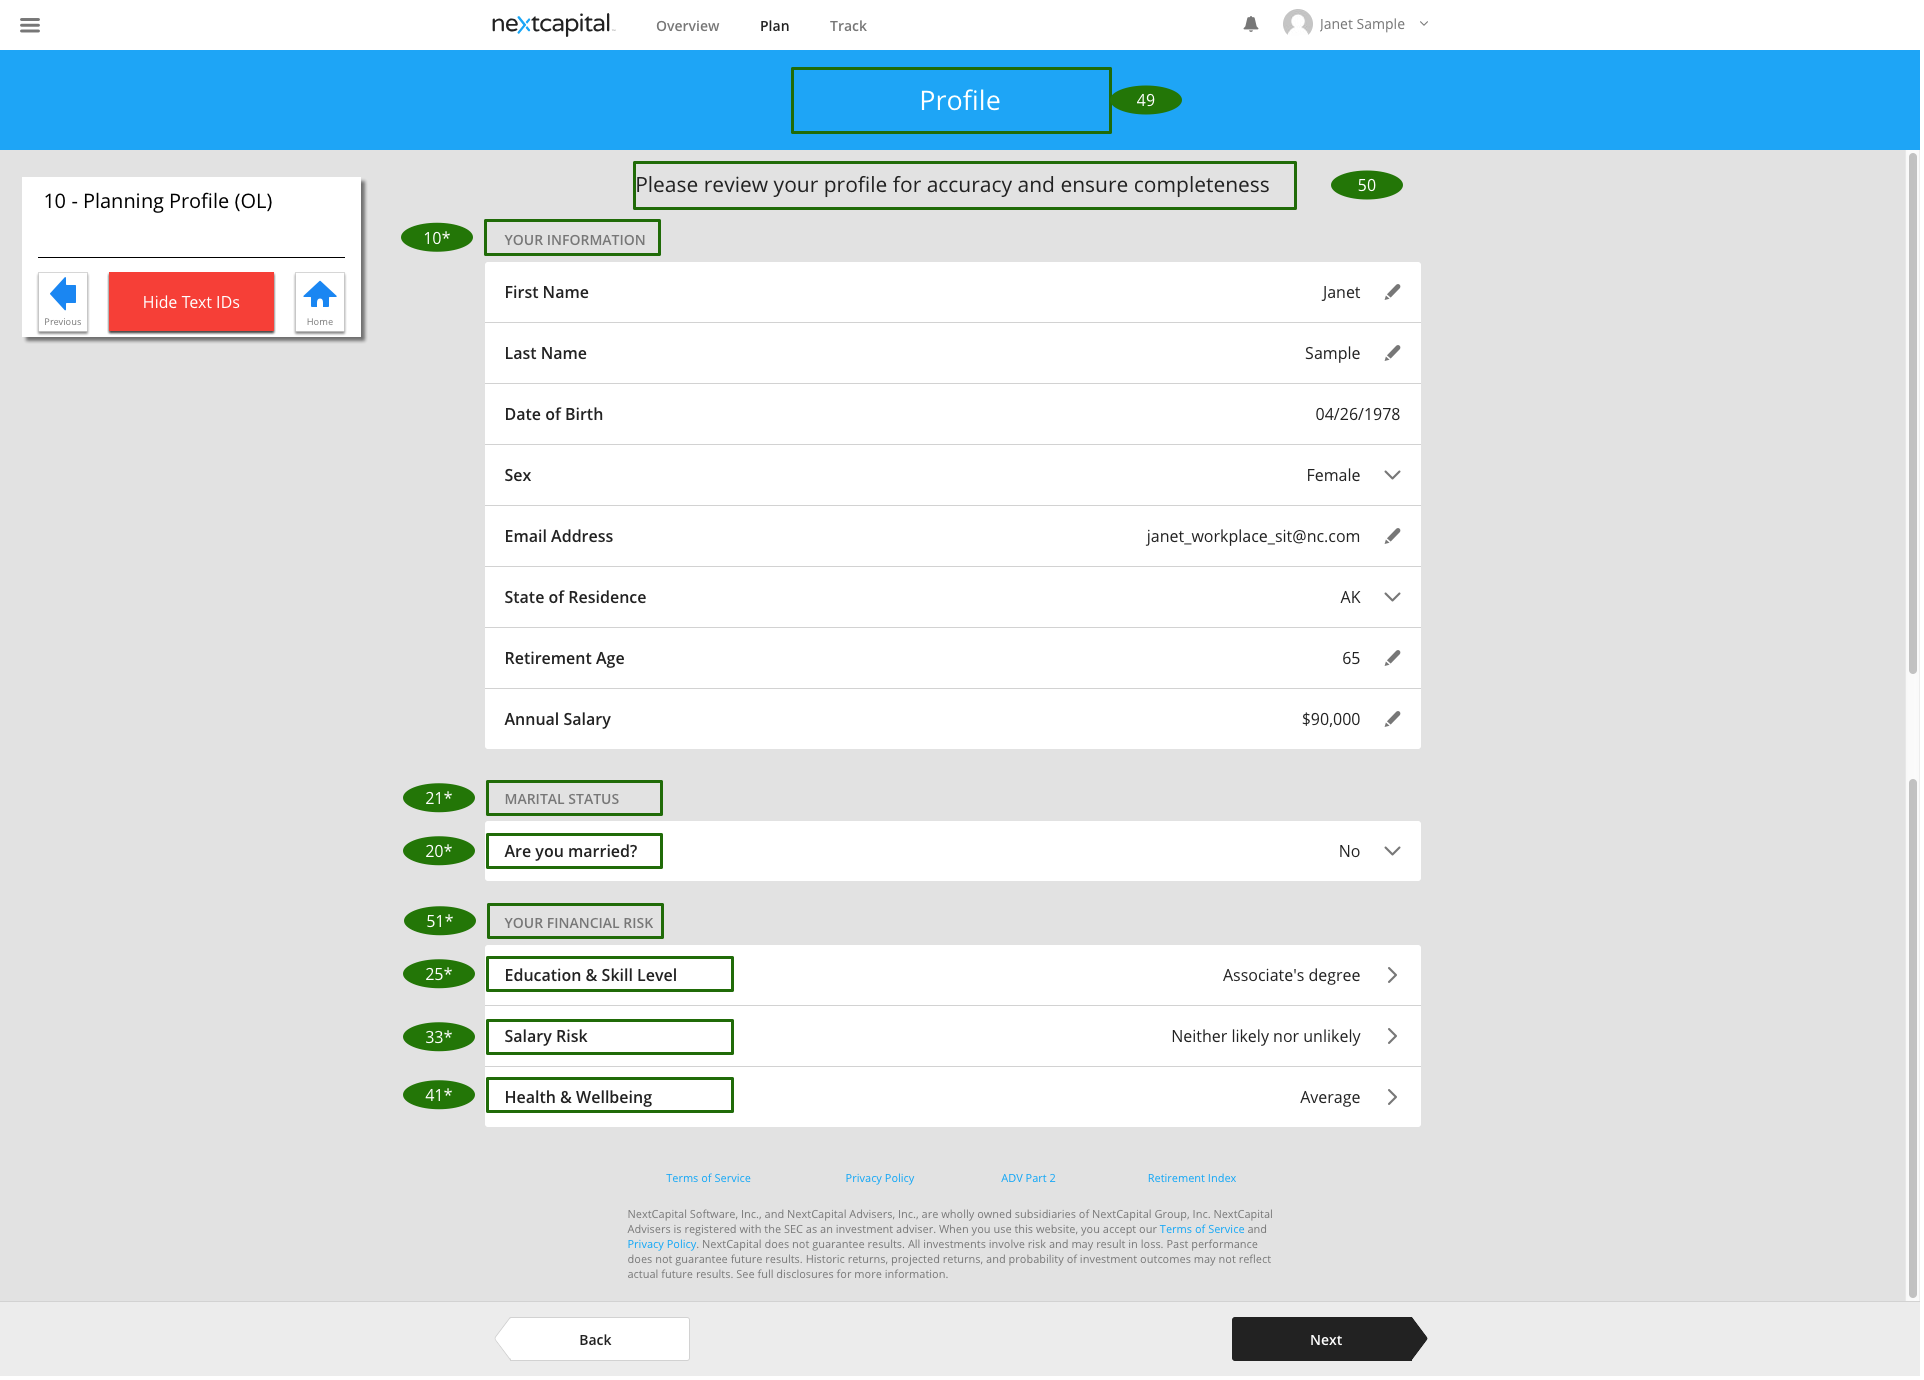 nextcapital
Overview
Plan
Track
Janet Sample
Profile
49
10 - Planning Profile (OL)
Previous
Hide Text IDs
Home
Please review your profile for accuracy and ensure completeness
50
10*
YOUR INFORMATION
First Name
Janet
Last Name
Sample
Date of Birth
04/26/1978
Sex
Female
Email Address
janet_workplace_sit@nc.com
State of Residence
AK
Retirement Age
65
Annual Salary
$90,000
21*
MARITAL STATUS
20*
Are you married?
No
51*
YOUR FINANCIAL RISK
25*
Education & Skill Level
Associate's degree
33*
Salary Risk
Neither likely nor unlikely
41*
Health & Wellbeing
Average
Terms of Service
Privacy Policy
ADV Part 2
Retirement Index
NextCapital Software, Inc., and NextCapital Advisers, Inc., are wholly owned subsidiaries of NextCapital Group, Inc. NextCapital
Advisers is registered with the SEC as an investment adviser. When you use this website, you accept our Terms of Service and
Privacy Policy. NextCapital does not guarantee results. All investments involve risk and may result in loss. Past performance
does not guarantee future results. Historic returns, projected returns, and probability of investment outcomes may not reflect
actual future results. See full disclosures for more information.
Back
Next